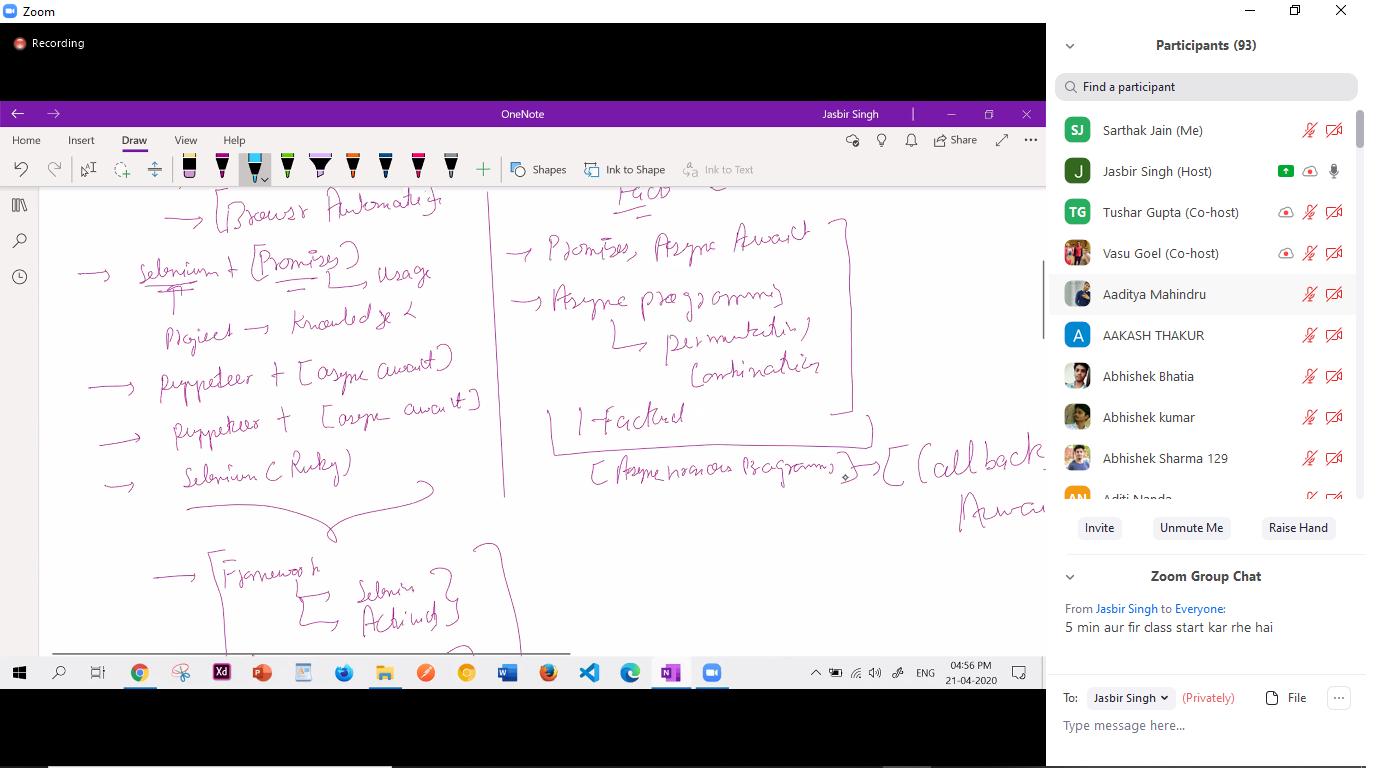 Zoom
Recording
Participants (93)
Find a participant
OneNote
Jasbir Singh
Home Insert Draw View Help
Share
Shapes
Ink to Shape
Ink to Text
→ [Browser Automati
→ Selenium + [Promises)
→ usage
Project → Knowledge <
→ Puppeteer + [async await)
→ Puppeteer + [async await]
→ Selenium (Ruby)
→ [Framework
→
→ Activity
→ Promises, Async Await
→ Async programming
→ permutation/
Combination
1 Factual
[Asynchronous Programming] → [Callback
Awai
SJ Sarthak Jain (Me)
J Jasbir Singh (Host)
TG Tushar Gupta (Co-host)
Vasu Goel (Co-host)
Aaditya Mahindru
A AAKASH THAKUR
Abhishek Bhatia
Abhishek kumar
Abhishek Sharma 129
AN Aditi Nanda
Invite Unmute Me Raise Hand
Zoom Group Chat
From Jasbir Singh to Everyone:
5 min aur fir class start kar rhe hai
To: Jasbir Singh (Privately) File
Type message here...
Xd
ENG
04:56 PM
21-04-2020